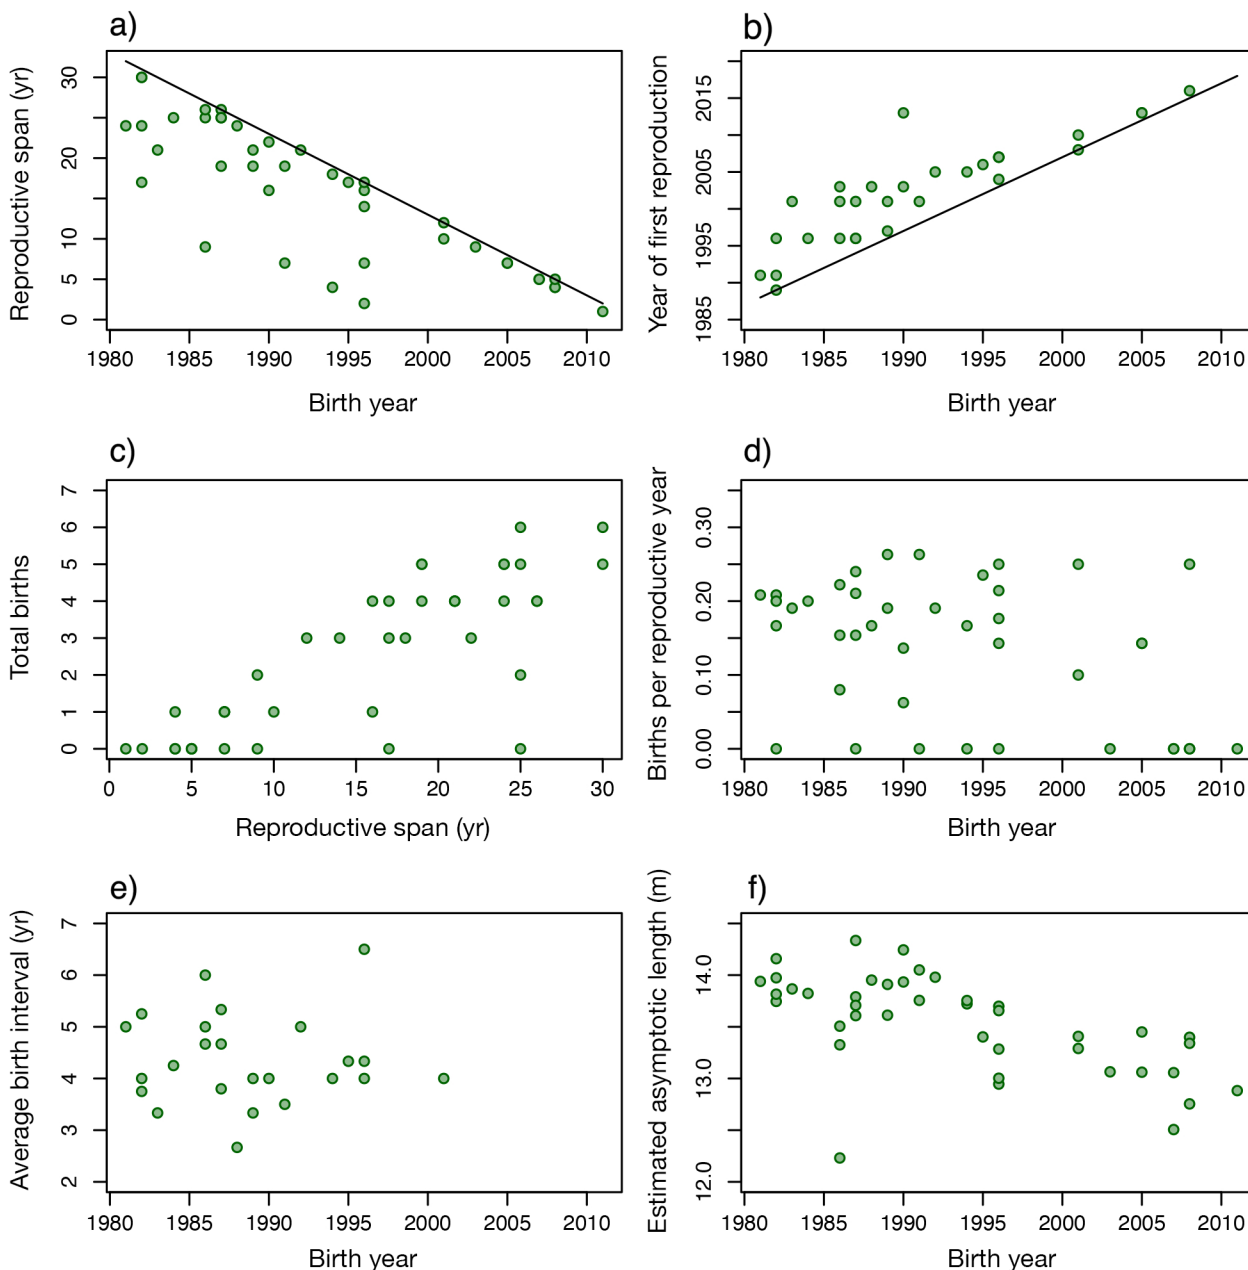 a)
Reproductive span (yr)
30
20
10
5
0
1980 1985 1990 1995 2000 2005 2010
Birth year
b)
Year of first reproduction
2015
2005
1995
1985
1980 1985 1990 1995 2000 2005 2010
Birth year
c)
Total births
7
6
5
4
3
2
1
0
0 5 10 15 20 25 30
Reproductive span (yr)
d)
Births per reproductive year
0.30
0.20
0.10
0.00
1980 1985 1990 1995 2000 2005 2010
Birth year
e)
Average birth interval (yr)
7
6
5
4
3
2
1980 1985 1990 1995 2000 2005 2010
Birth year
f)
Estimated asymptotic length (m)
14.0
13.0
12.0
1980 1985 1990 1995 2000 2005 2010
Birth year